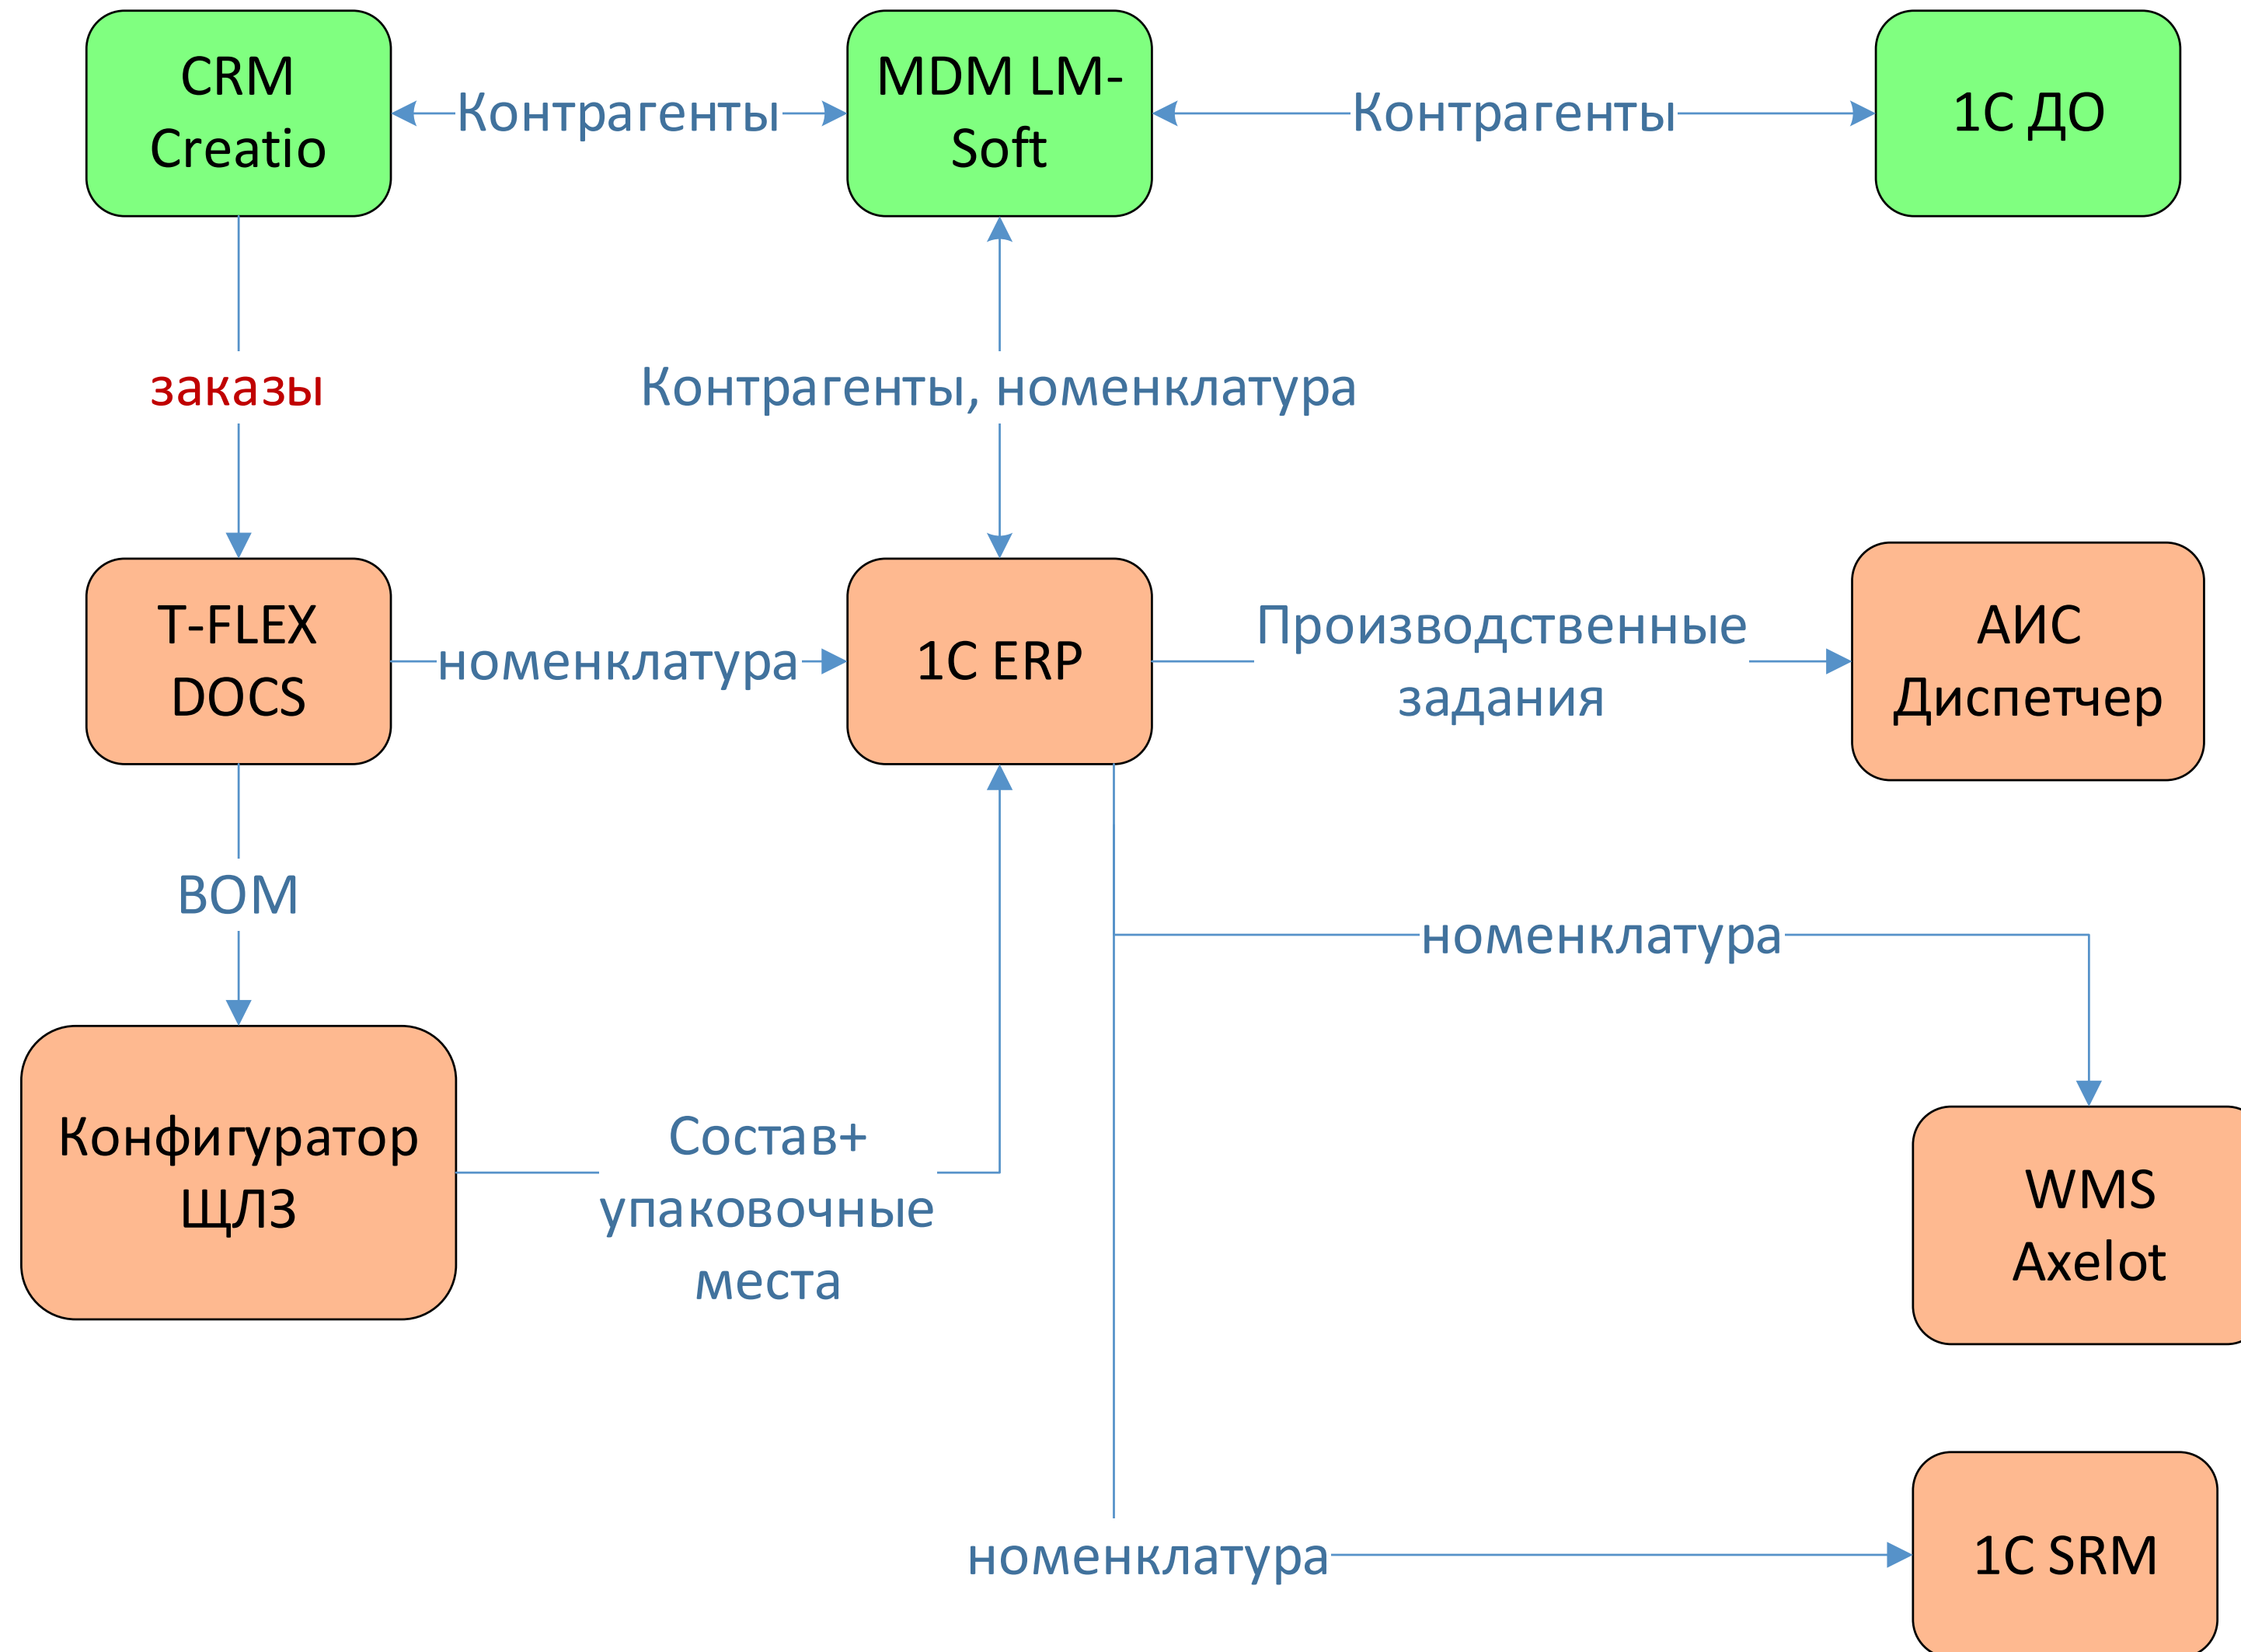 CRM
Creatio
Контрагенты
MDM LM-
Soft
Контрагенты
1С ДО
заказы
Контрагены, номенклатура
T-FLEX
DOCS
номенклатура
1С ERP
Производственные
задания
АИС
Диспетчер
BOM
номенклатура
Конфигуратор
ЩЛЗ
Состав+
упаковочные
места
WMS
Axelot
номенклатура
1С SRM